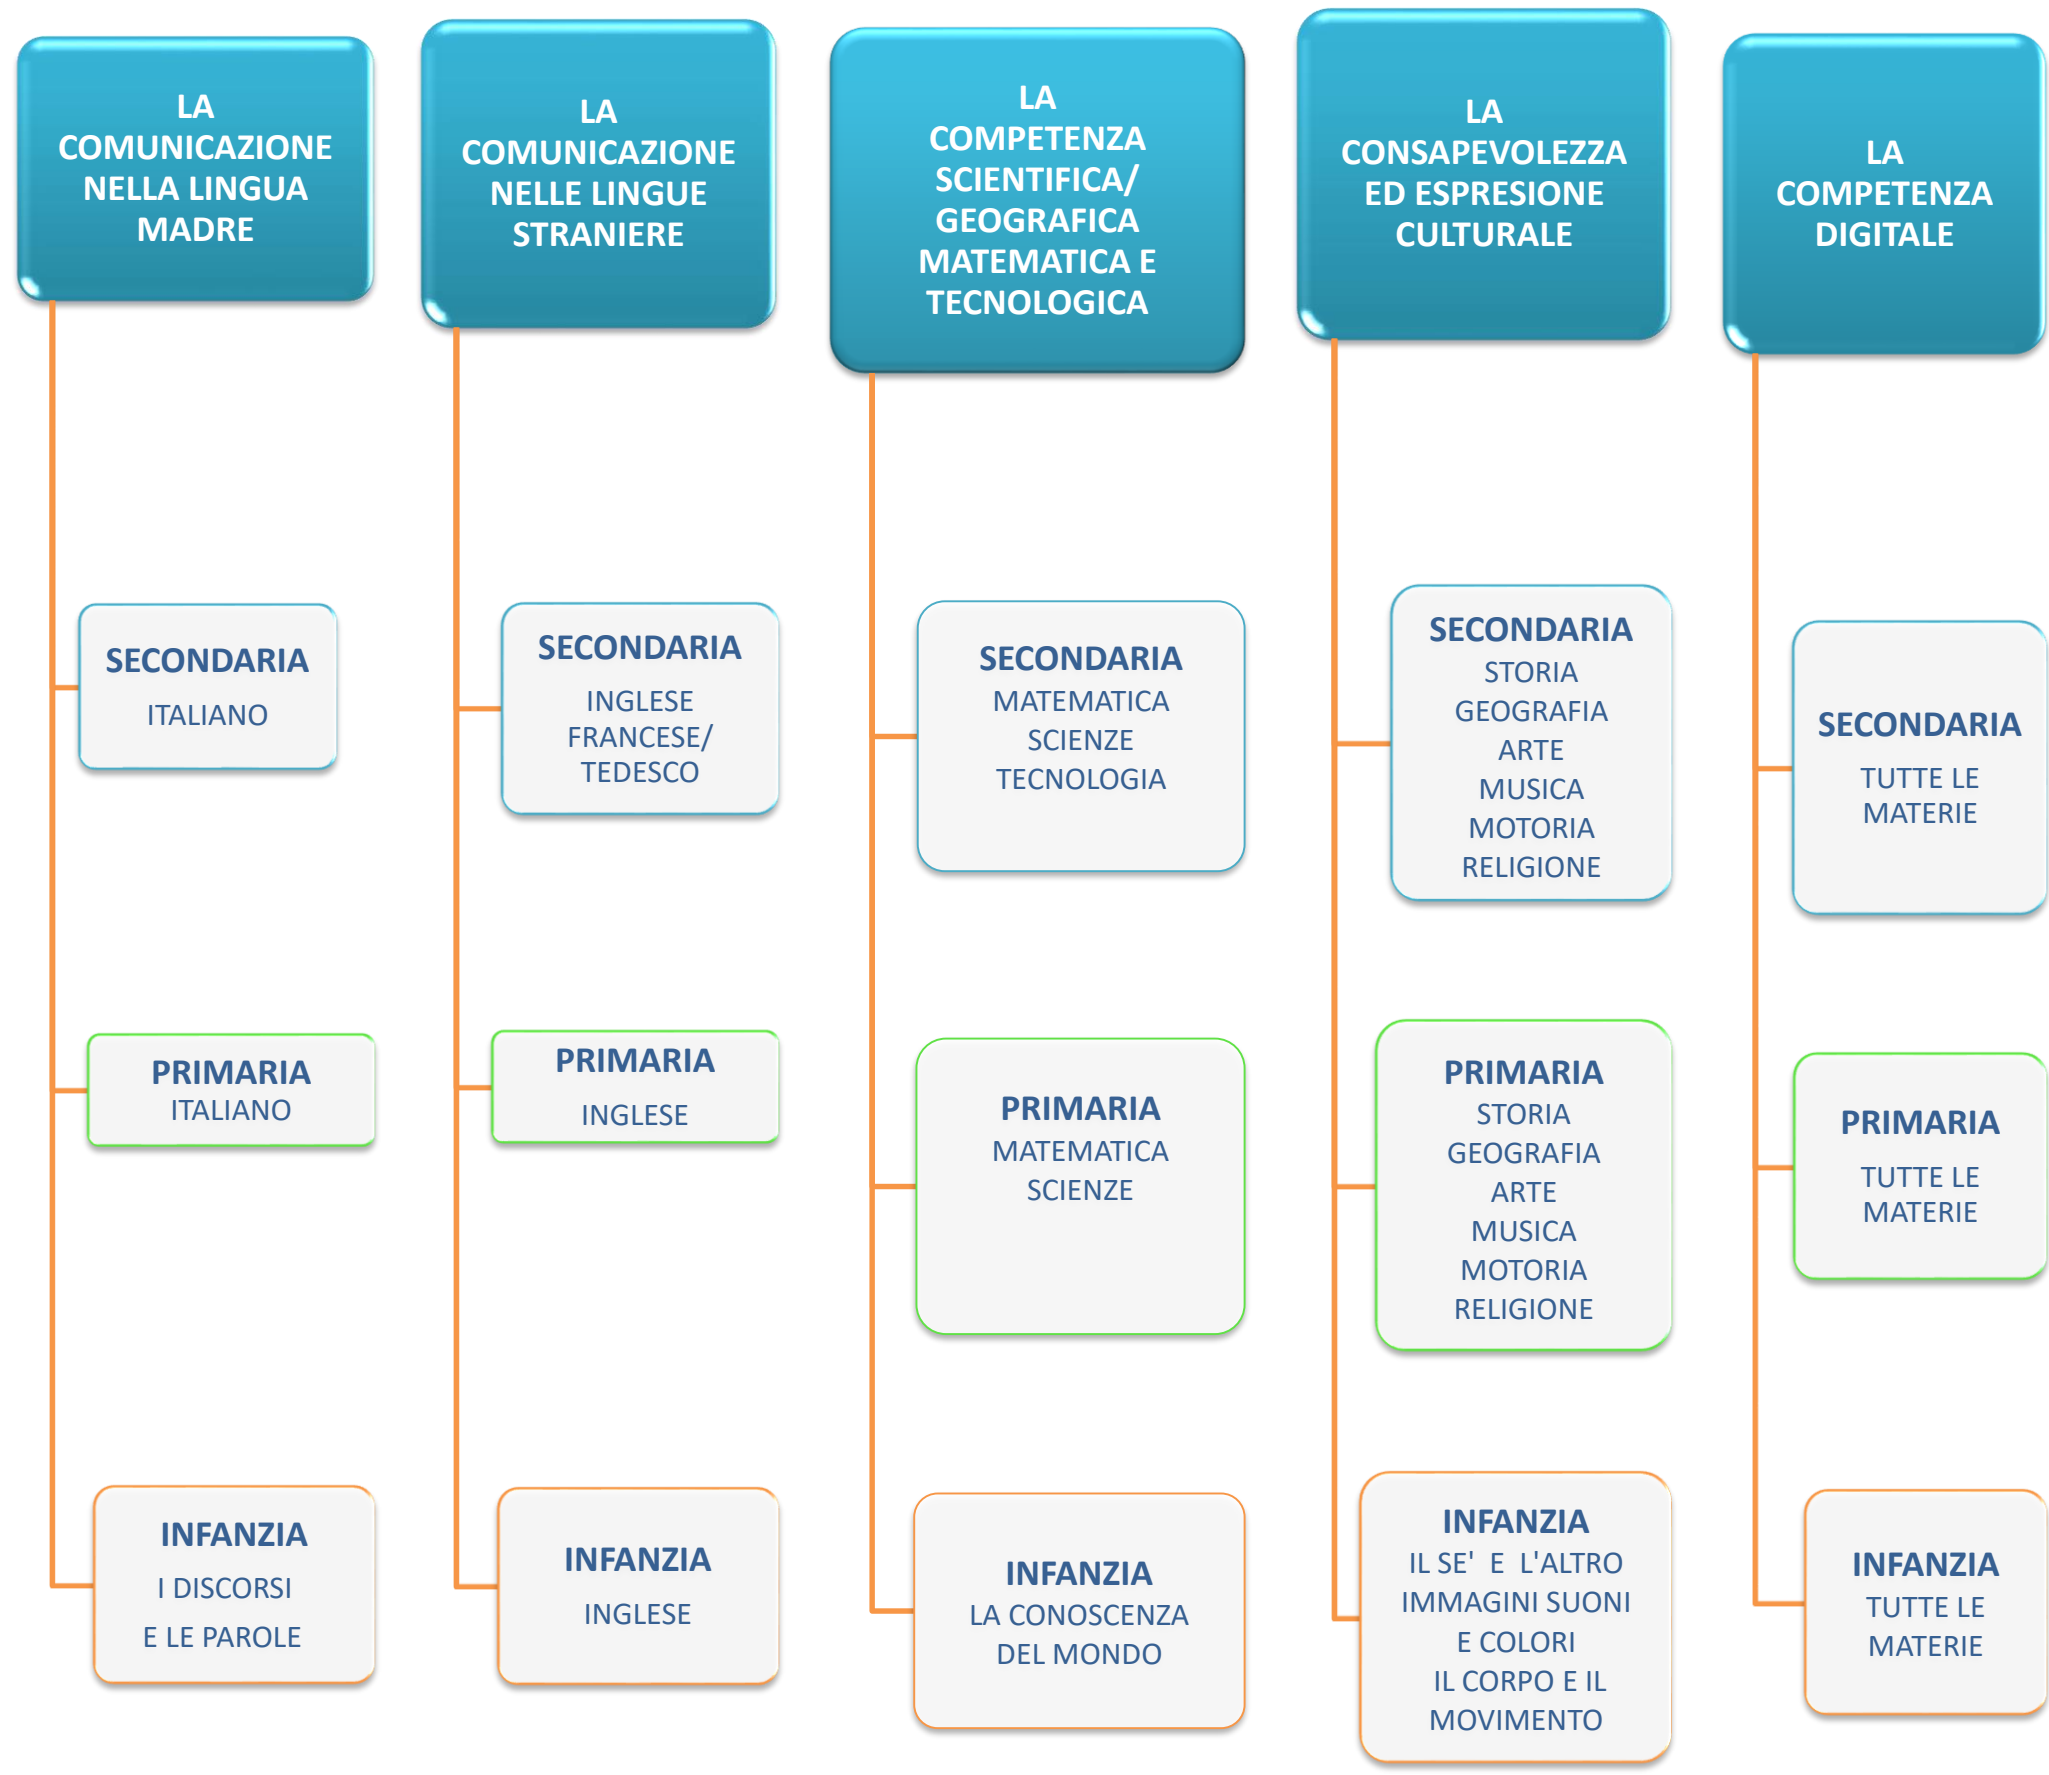 LA
COMUNICAZIONE
NELLA LINGUA
MADRE
SECONDARIA
ITALIANO
PRIMARIA
ITALIANO
INFANZIA
I DISCORSI
E LE PAROLE
LA
COMUNICAZIONE
NELLE LINGUE
STRANIERE
SECONDARIA
INGLESE
FRANCESE/
TEDESCO
PRIMARIA
INGLESE
INFANZIA
INGLESE
LA
COMPETENZA
SCIENTIFICA/
GEOGRAFICA
MATEMATICA E
TECNOLOGICA
SECONDARIA
MATEMATICA
SCIENZE
TECNOLOGIA
PRIMARIA
MATEMATICA
SCIENZE
INFANZIA
LA CONOSCENZA
DEL MONDO
LA
CONSAPEVOLEZZA
ED ESPRESIONE
CULTURALE
SECONDARIA
STORIA
GEOGRAFIA
ARTE
MUSICA
MOTORIA
RELIGIONE
PRIMARIA
STORIA
GEOGRAFIA
ARTE
MUSICA
MOTORIA
RELIGIONE
INFANZIA
IL SE' E L'ALTRO
IMMAGINI SUONI
E COLORI
IL CORPO E IL
MOVIMENTO
LA
COMPETENZA
DIGITALE
SECONDARIA
TUTTE LE
MATERIE
PRIMARIA
TUTTE LE
MATERIE
INFANZIA
TUTTE LE
MATERIE